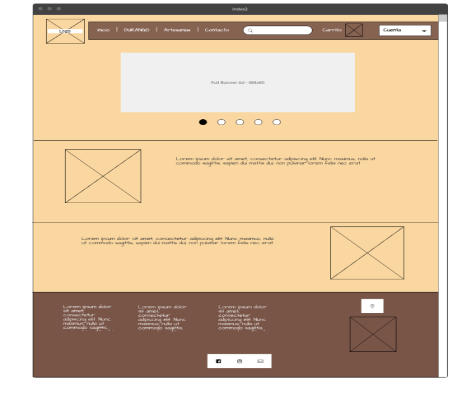 index2
LOGO
Inicio | DURANGO | Artesanias | Contacto
Carrito
Cuenta
Lorem ipsum dolor sit amet, consectetur adipiscing elit. Nunc maximus, nulla ut
commodo sagittis, sapien dui mattis dui, non pulvinar lorem felis nec erat
Lorem ipsum dolor sit amet, consectetur adipiscing elit. Nunc maximus, nulla
ut commodo sagittis, sapien dui mattis dui, non pulvinar lorem felis nec erat
Lorem ipsum dolor
sit amet,
consectetur
adipiscing elit. Nunc
maximus, nulla ut
commodo sagittis,
Lorem ipsum dolor
sit amet,
consectetur
adipiscing elit. Nunc
maximus, nulla ut
commodo sagittis,
Lorem ipsum dolor
sit amet,
consectetur
adipiscing elit. Nunc
maximus, nulla ut
commodo sagittis,